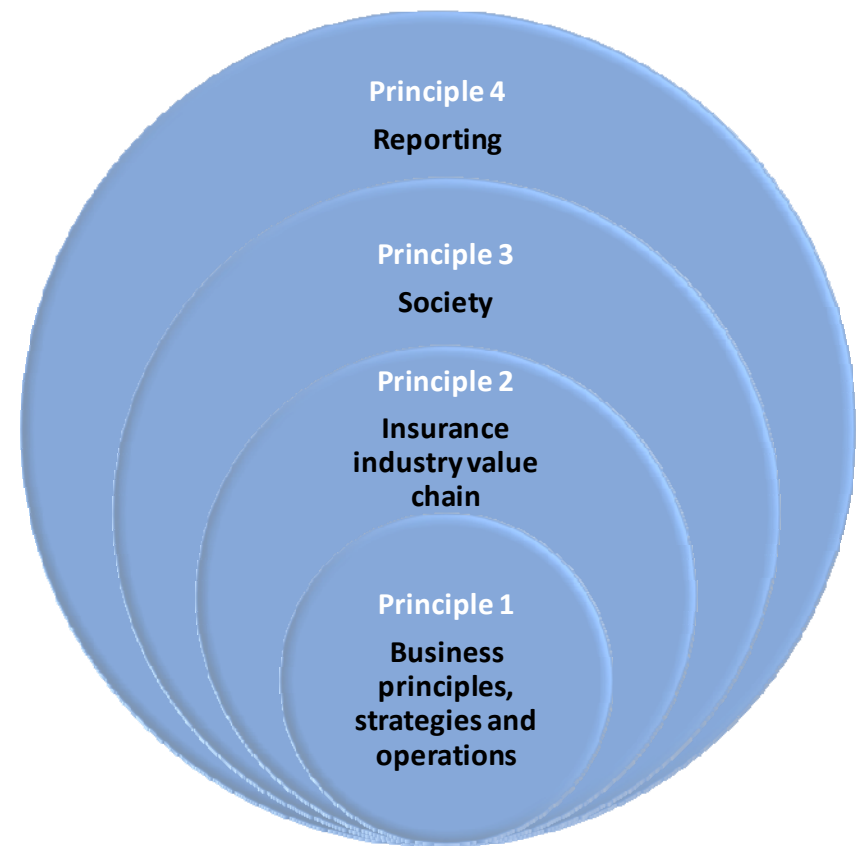 Principle 4
Reporting
Principle 3
Society
Principle 2
Insurance
industry value
chain
Principle 1
Business
principles,
strategies and
operations